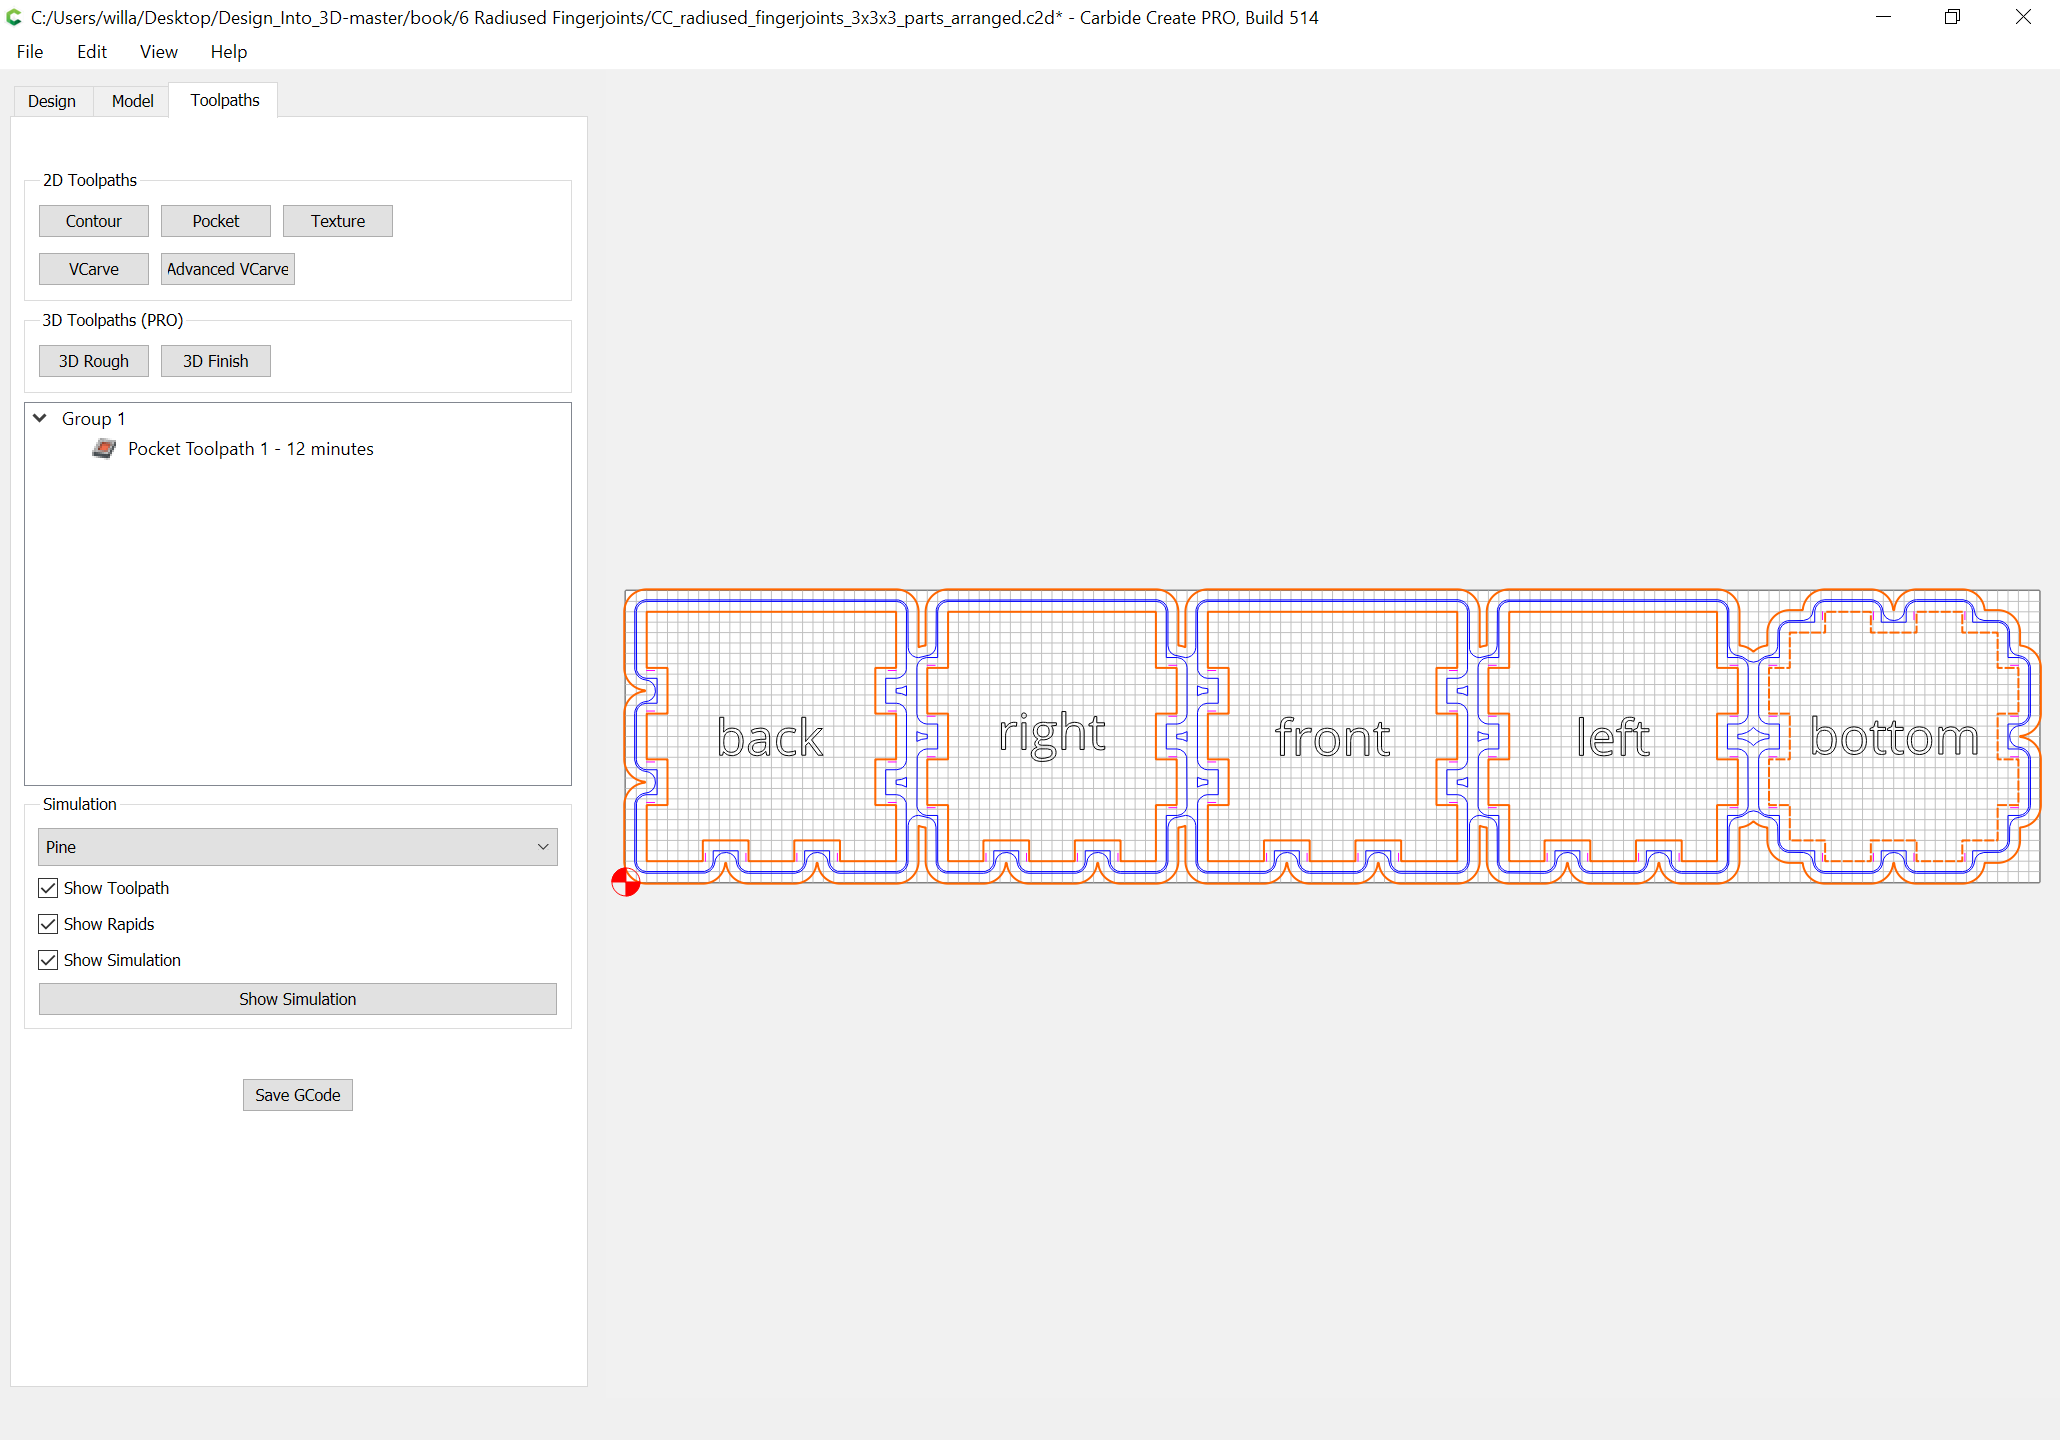 C:/Users/willa/Desktop/Design_Into_3D-master/book/6 Radiused Fingerjoints/CC_radiused_fingerjoints_3x3x3_parts_arranged.c2d* - Carbide Create PRO, Build 514
File Edit View Help
Design Model Toolpaths
2D Toolpaths
Contour Pocket Texture
VCarve Advanced VCarve
3D Toolpaths (PRO)
3D Rough 3D Finish
Group 1
Pocket Toolpath 1 - 12 minutes
Simulation
Pine
Show Toolpath
Show Rapids
Show Simulation
Show Simulation
Save GCode
back right front left bottom